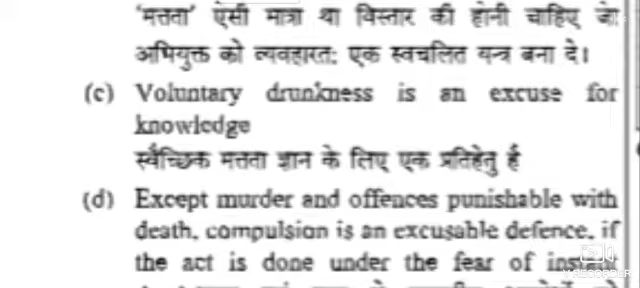 'मत्तता' ऐसी मात्रा या विस्तार की होनी चाहिए जो
अभियुक्त को व्यवहारत: एक स्वचलित यन्त्र बना दे।
(c) Voluntary drunkness is an excuse for
knowledge
स्वैच्छिक मत्तता ज्ञान के लिए एक प्रतिहेतु है
(d) Except murder and offences punishable with
death, compulsion is an excusable defence, if
the act is done under the fear of instant